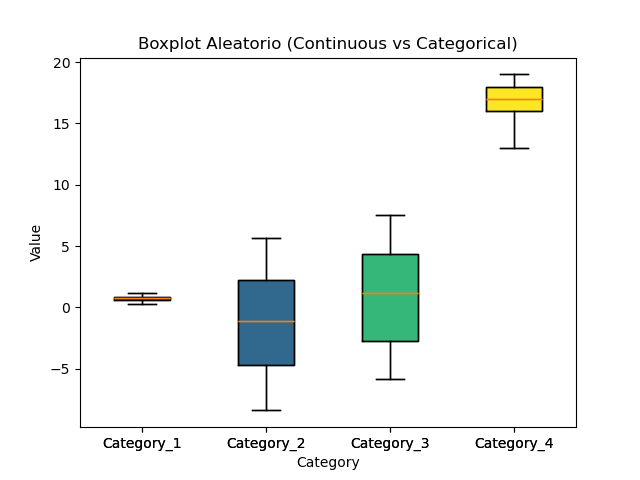 Boxplot Aleatorio (Continuous vs Categorical)
20
15
10
5
0
−5
Value
Category_1 Category_2 Category_3 Category_4
Category